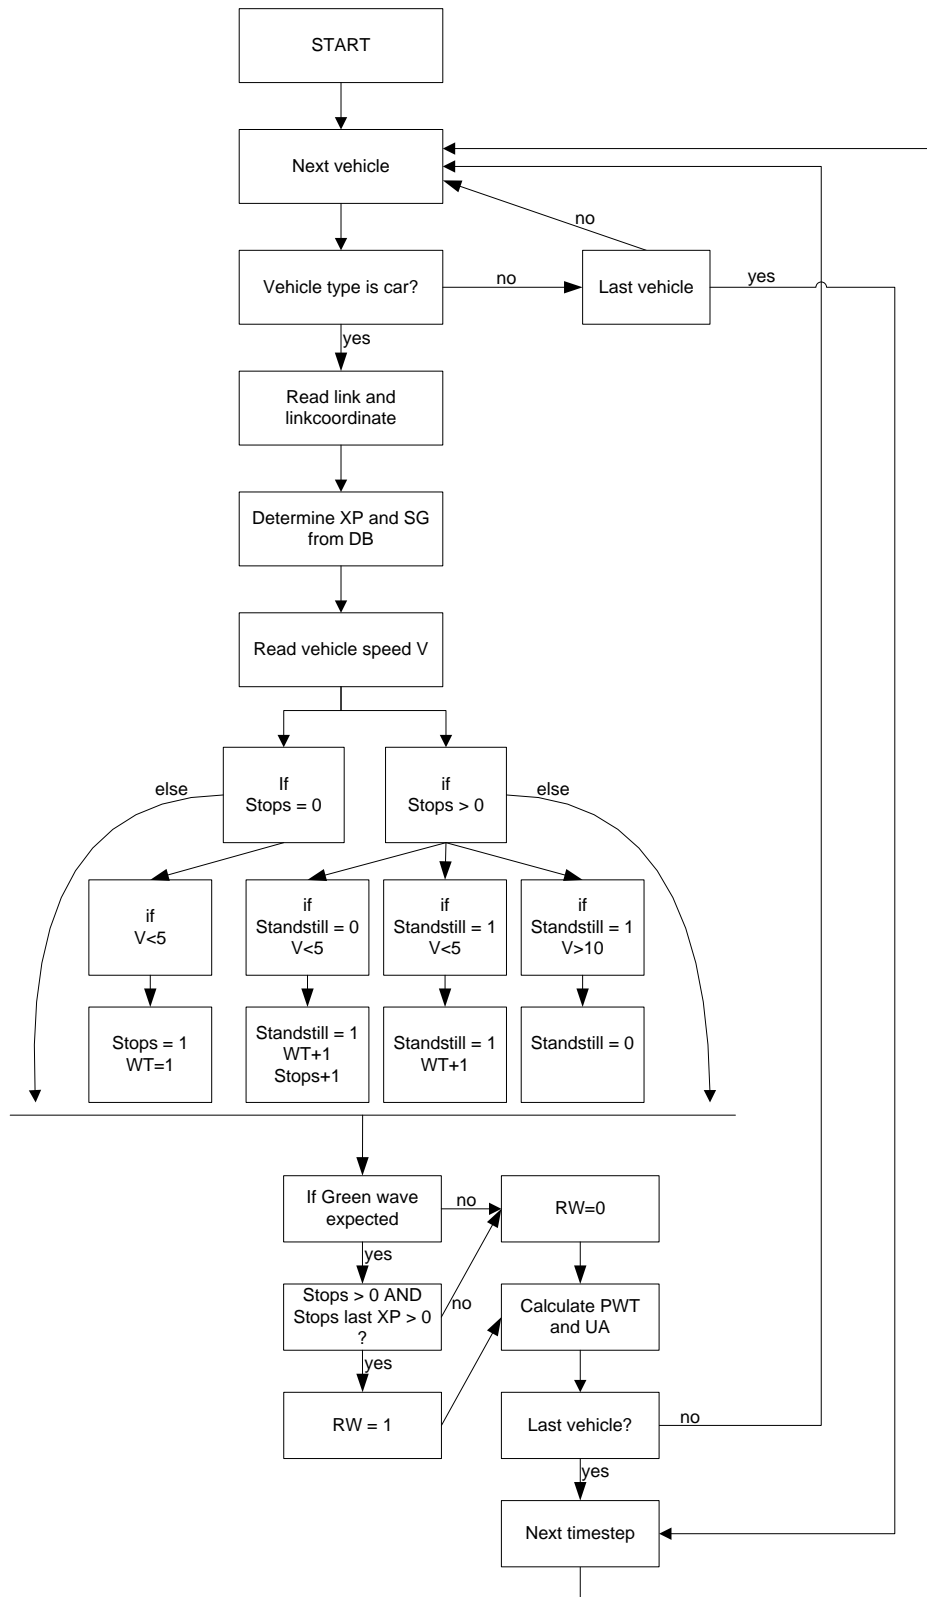 START
Next vehicle
no
Vehicle type is car?
no
Last vehicle
yes
yes
Read link and
linkcoordinate
Determine XP and SG
from DB
Read vehicle speed V
else
If
Stops = 0
if
Stops > 0
else
if
V<5
if
Standstill = 0
V<5
if
Standstill = 1
V<5
if
Standstill = 1
V>10
Stops = 1
WT=1
Standstill = 1
WT+1
Stops+1
Standstill = 1
WT+1
Standstill = 0
If Green wave
expected
no
RW=0
yes
Stops > 0 AND
Stops last XP > 0
?
no
Calculate PWT
and UA
yes
RW = 1
Last vehicle?
no
yes
Next timestep